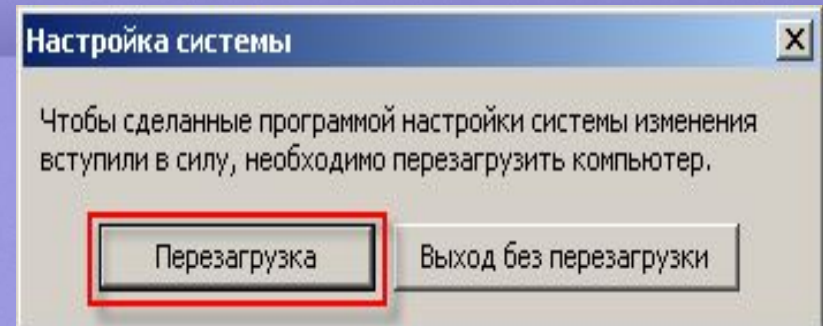 Настройка системы
Чтобы сделанные программой настройки системы изменения
вступили в силу, необходимо перезагрузить компьютер.
Перезагрузка Выход без перезагрузки